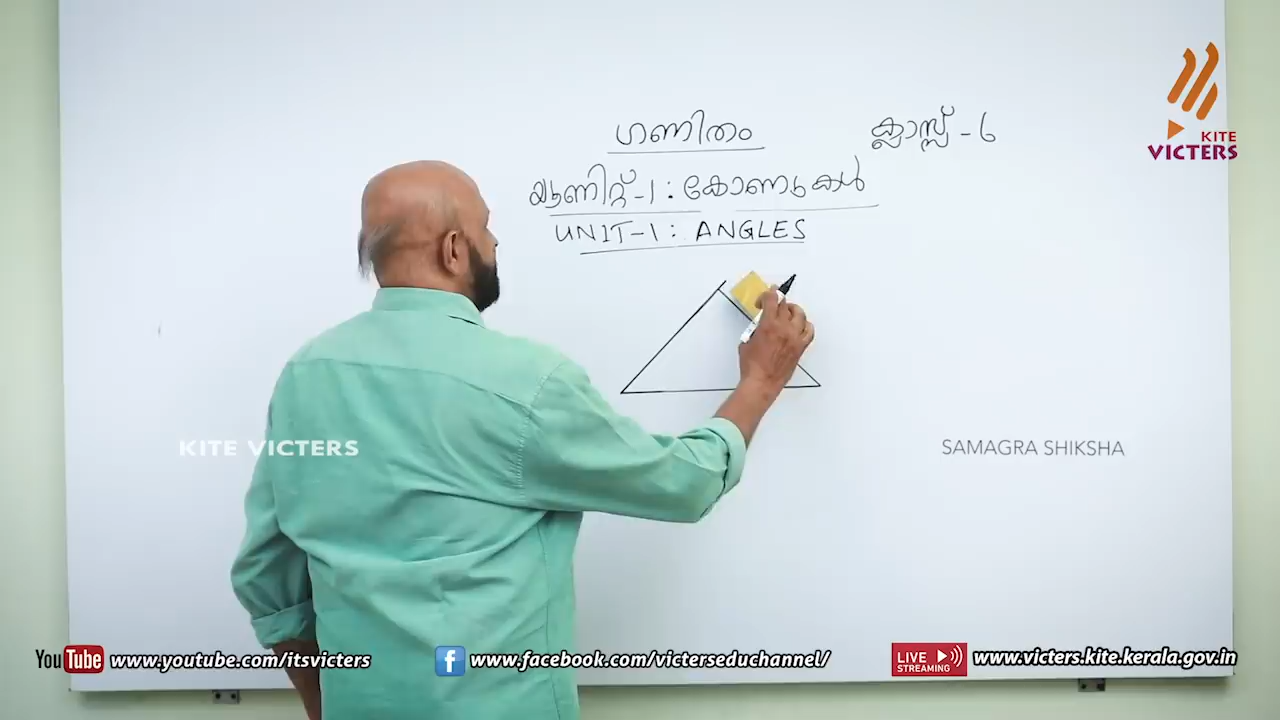 ഗണിതം ക്ലാസ്സ് - 6
യൂണിറ്റ്-1 : കോണുകൾ
UNIT-1 : ANGLES
KITE
VICTERS
KITE VICTERS
SAMAGRA SHIKSHA
YouTube www.youtube.com/itsvicters
f www.facebook.com/victerseduchannel/
LIVE STREAMING www.victers.kite.kerala.gov.in